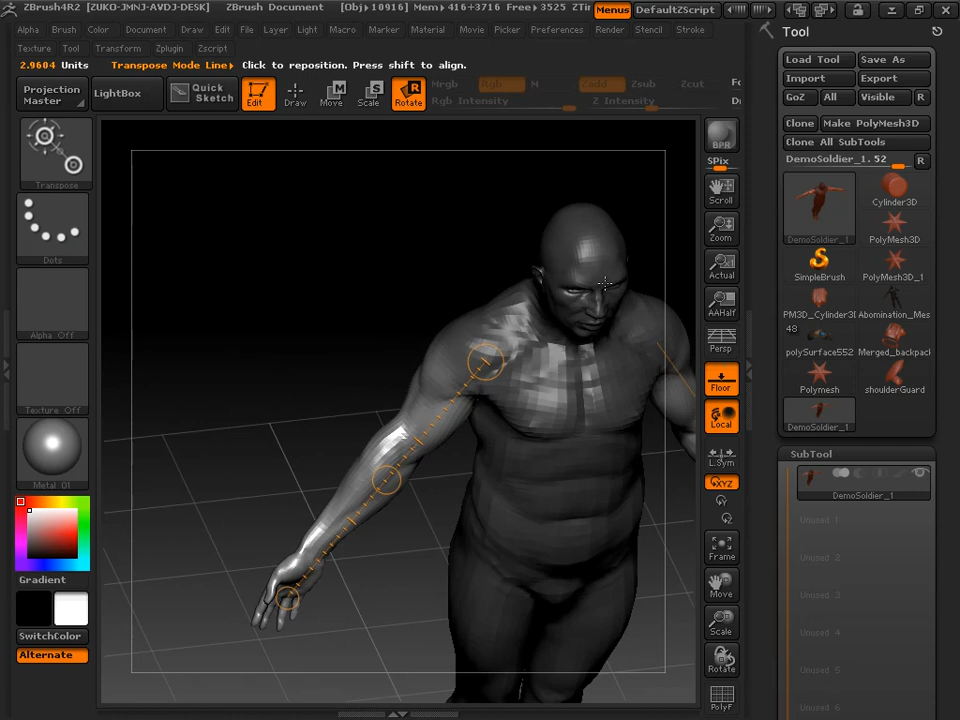 ZBrush4R2 [ZUKO-JMNJ-AVDJ-DESK] ZBrush Document [Obj▸10916] Mem▸416+3716 Free▸3525 ZTi Menus DefaultZScript
Alpha Brush Color Document Draw Edit File Layer Light Macro Marker Material Movie Picker Preferences Render Stencil Stroke
Texture Tool Transform Zplugin Zscript
2.9604 Units Transpose Mode Line▸ Click to reposition. Press shift to align.
Projection Master LightBox Quick Sketch Edit Draw Move Scale Rotate Mrgb Rgb M Zadd Zsub Zcut Fo
Rgb Intensity Z Intensity
Transpose
Dots
Alpha Off
Texture Off
Metal 01
Gradient
SwitchColor
Alternate
BPR
SPix
Scroll
Zoom
Actual
AAHalf
Persp
Floor
Local
L.Sym
XYZ
Y
Z
Frame
Move
Scale
Rotate
PolyF
Tool
Load Tool Save As
Import Export
GoZ All Visible R
Clone Make PolyMesh3D
Clone All SubTools
DemoSoldier_1. 52 R
DemoSoldier_1 Cylinder3D
PolyMesh3D
SimpleBrush PolyMesh3D_1
PM3D_Cylinder3D Abomination_Mes
48
polySurface552 Merged_backpack
Polymesh shoulderGuard
DemoSoldier_1
SubTool
DemoSoldier_1
Unused 1
Unused 2
Unused 3
Unused 4
Unused 5
Unused 6